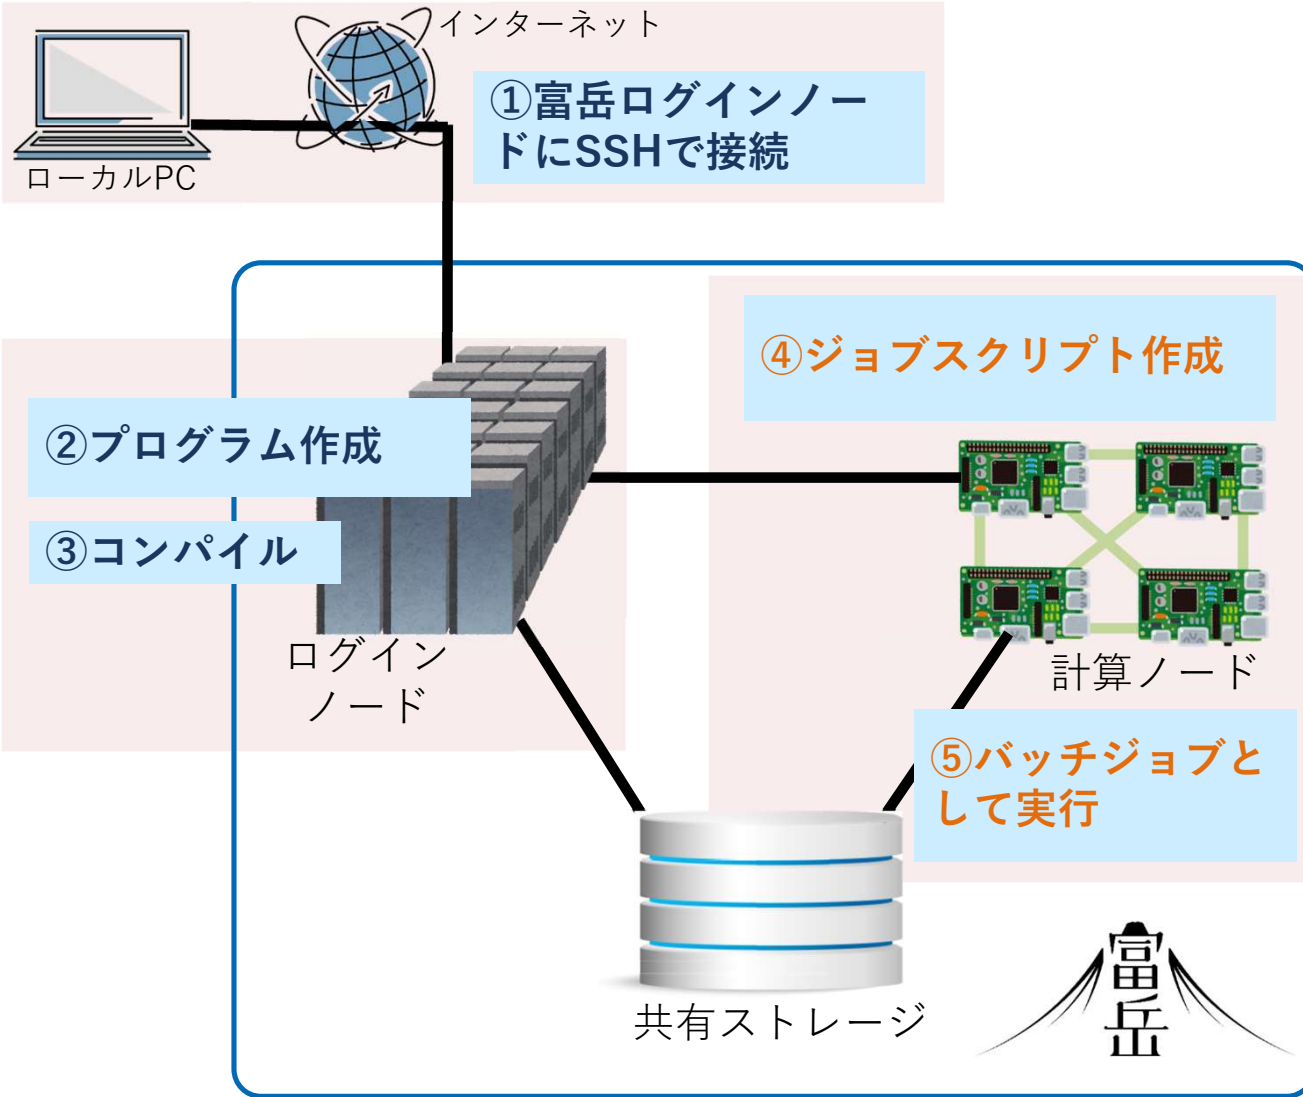 インターネット
①富岳ログインノー
ドにSSHで接続
ローカルPC
④ジョブスクリプト作成
②プログラム作成
③コンパイル
ログイン
ノード
計算ノード
⑤バッチジョブと
して実行
共有ストレージ
富岳